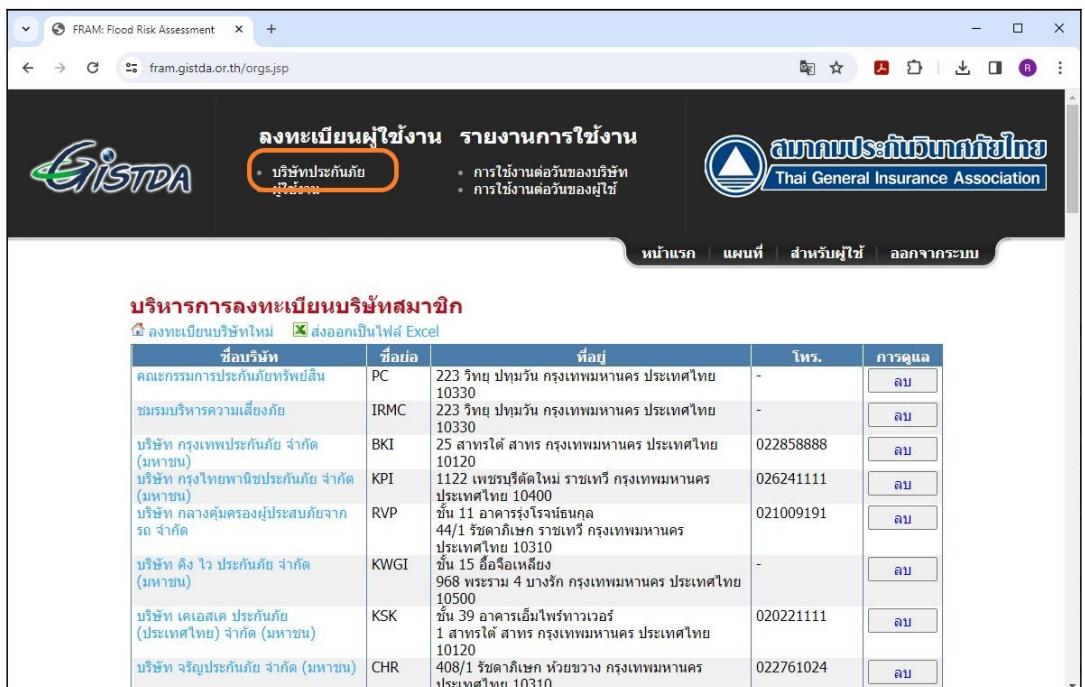 FRAM: Flood Risk Assessment
fram.gistda.or.th/orgs.jsp
R
GISTDA
ลงทะเบียนผู้ใช้งาน
บริษัทประกันภัย
ผู้ใช้งาน
รายงานการใช้งาน
การใช้งานต่อวันของบริษัท
การใช้งานต่อวันของผู้ใช้
สมาคมประกันวินาศภัยไทย
Thai General Insurance Association
หน้าแรก แผนที่ สำหรับผู้ใช้ ออกจากระบบ
บริหารการลงทะเบียนบริษัทสมาชิก
ลงทะเบียนบริษัทใหม่ ส่งออกเป็นไฟล์ Excel
ชื่อบริษัท ชื่อย่อ ที่อยู่ โทร. การดูแล
คณะกรรมการประกันภัยทรัพย์สิน PC 223 วิทยุ ปทุมวัน กรุงเทพมหานคร ประเทศไทย - ลบ
10330
ชมรมบริหารความเสี่ยงภัย IRMC 223 วิทยุ ปทุมวัน กรุงเทพมหานคร ประเทศไทย - ลบ
10330
บริษัท กรุงเทพประกันภัย จำกัด BKI 25 สาทรใต้ สาทร กรุงเทพมหานคร ประเทศไทย 022858888 ลบ
(มหาชน) 10120
บริษัท กรุงไทยพานิชประกันภัย จำกัด KPI 1122 เพชรบุรีตัดใหม่ ราชเทวี กรุงเทพมหานคร 026241111 ลบ
(มหาชน) ประเทศไทย 10400
บริษัท กลางคุ้มครองผู้ประสบภัยจาก RVP ชั้น 11 อาคารรุ่งโรจน์ธนกุล 021009191 ลบ
รถ จำกัด 44/1 รัชดาภิเษก ราชเทวี กรุงเทพมหานคร
ประเทศไทย 10310
บริษัท คิง ไว ประกันภัย จำกัด KWGI ชั้น 15 อื้อจือเหลียง - ลบ
(มหาชน) 968 พระราม 4 บางรัก กรุงเทพมหานคร ประเทศไทย
10500
บริษัท เคเอสเค ประกันภัย KSK ชั้น 39 อาคารเอ็มไพร์ทาวเวอร์ 020221111 ลบ
(ประเทศไทย) จำกัด (มหาชน) 1 สาทรใต้ สาทร กรุงเทพมหานคร ประเทศไทย
10120
บริษัท จรัญประกันภัย จำกัด (มหาชน) CHR 408/1 รัชดาภิเษก ห้วยขวาง กรุงเทพมหานคร 022761024 ลบ
ประเทศไทย 10310